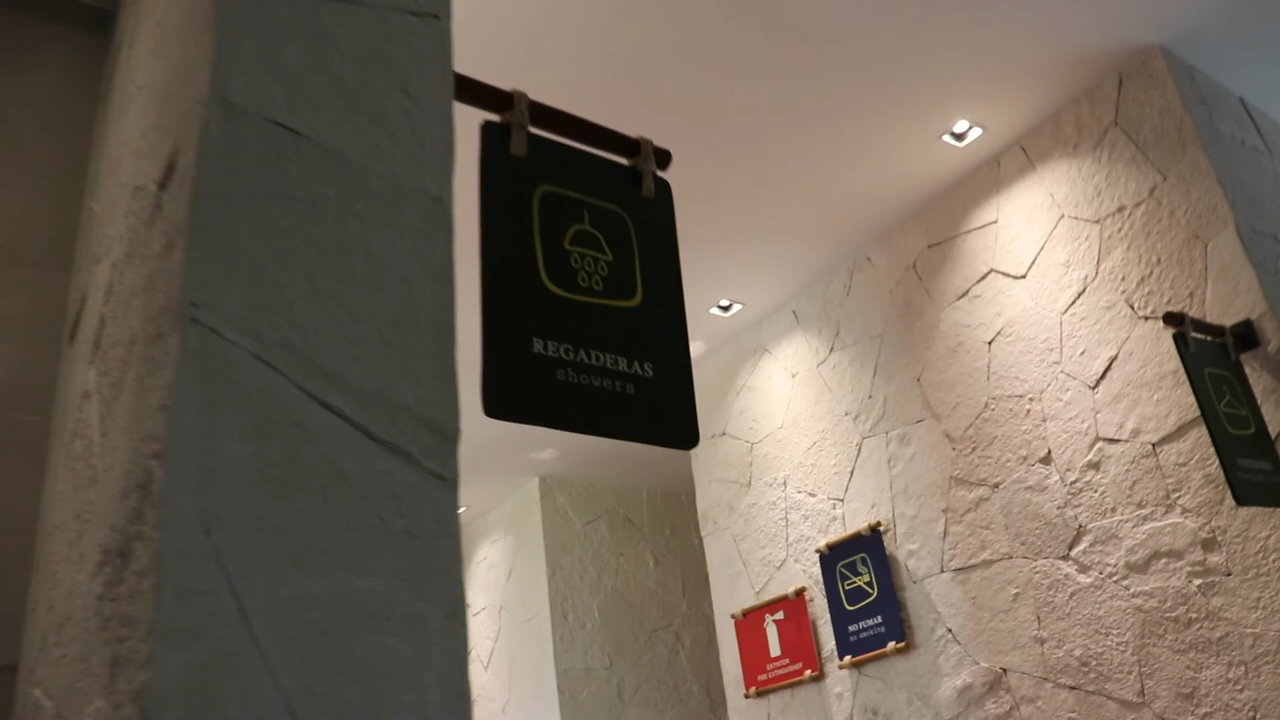 REGADERAS
showers
NO FUMAR
no smoking
EXTINTOR
FIRE EXTINGUISHER